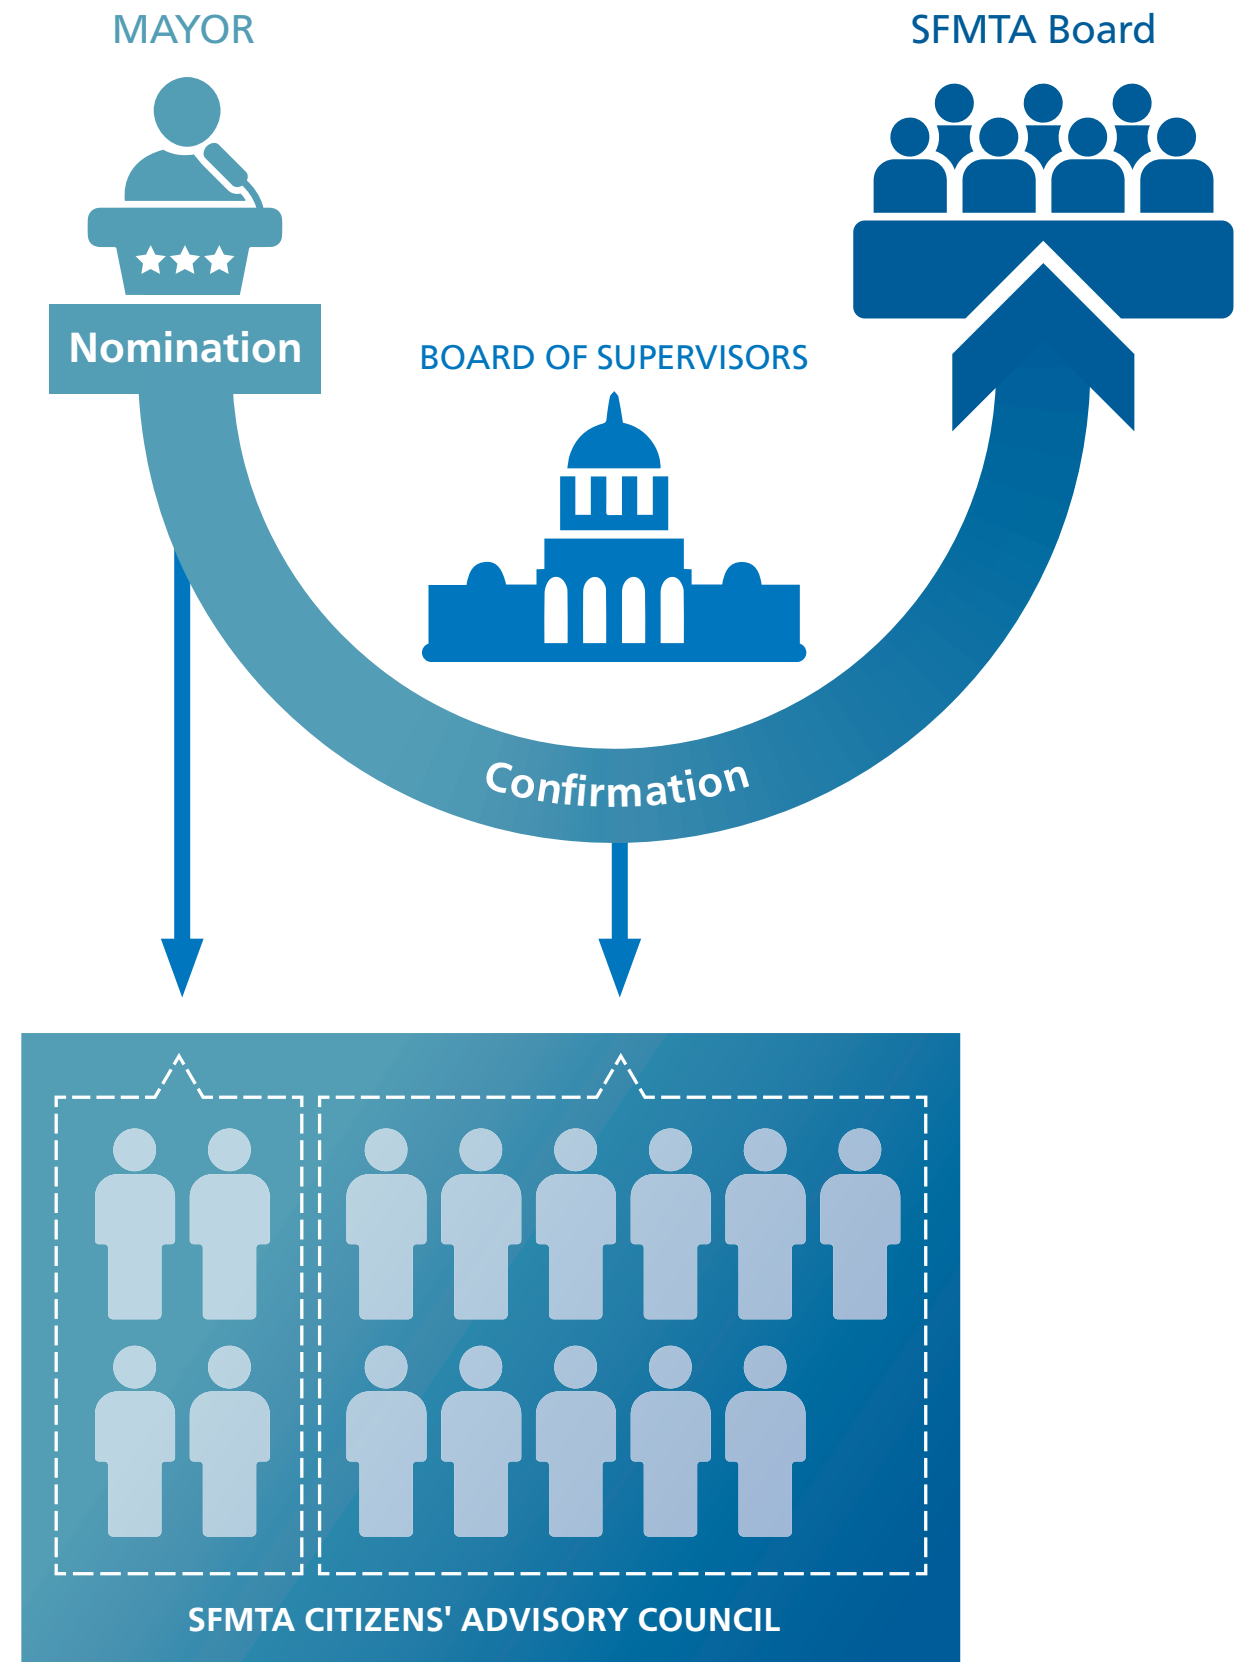 MAYOR
SFMTA Board
Nomination
BOARD OF SUPERVISORS
Confirmation
SFMTA CITIZENS' ADVISORY COUNCIL